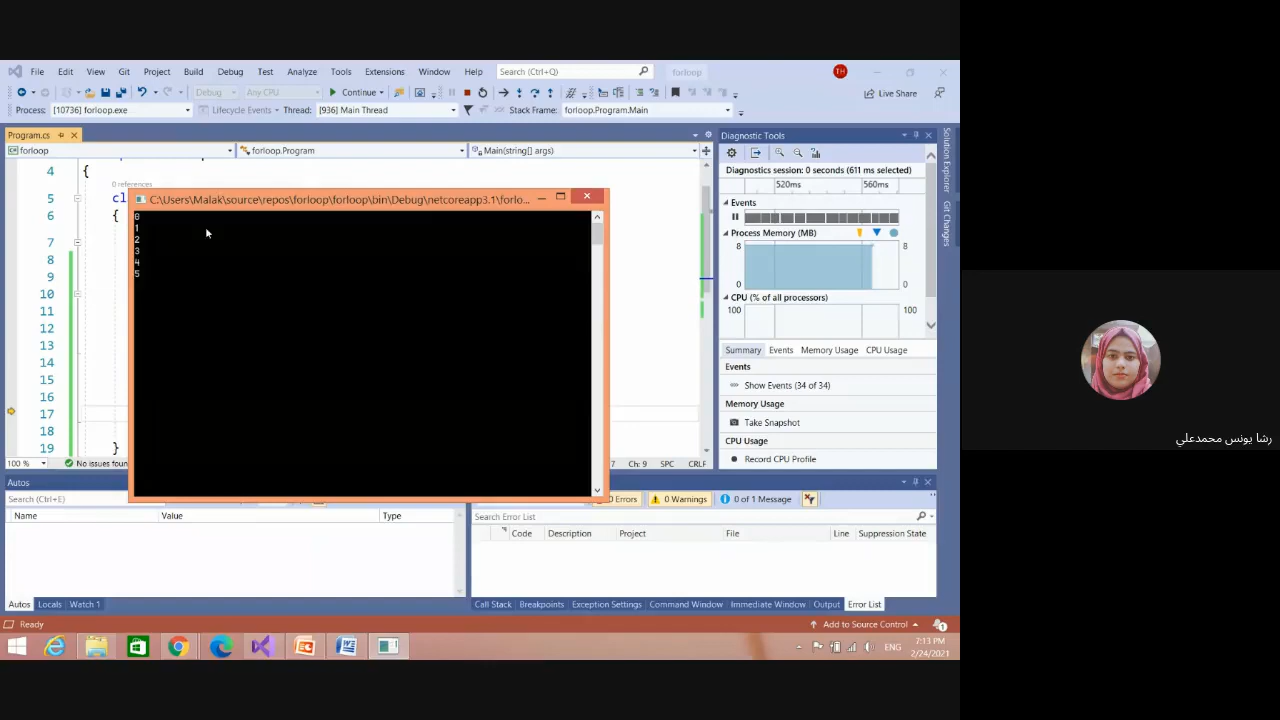 File Edit View Git Project Build Debug Test Analyze Tools Extensions Window Help Search (Ctrl+Q) forloop TH
Debug Any CPU Continue Live Share
Process: [10736] forloop.exe Lifecycle Events Thread: [936] Main Thread Stack Frame: forloop.Program.Main
Program.cs
forloop forloop.Program Main(string[] args)
4 {
0 references
5 cl
6 {
7
8
9
10
11
12
13
14
15
16
17
18
19 }
C:\Users\Malak\source\repos\forloop\forloop\bin\Debug\netcoreapp3.1\forlo...
0
1
2
3
4
5
100 % No issues foun Ch: 9 SPC CRLF
Diagnostic Tools
Diagnostics session: 0 seconds (611 ms selected)
520ms 560ms
Events
Process Memory (MB)
8 8
0 0
CPU (% of all processors)
100 100
Summary Events Memory Usage CPU Usage
Events
Show Events (34 of 34)
Memory Usage
Take Snapshot
CPU Usage
Record CPU Profile
Solution Explorer
Git Changes
Autos
Search (Ctrl+E)
Name Value Type
Autos Locals Watch 1
Errors 0 Warnings 0 of 1 Message
Search Error List
Code Description Project File Line Suppression State
Call Stack Breakpoints Exception Settings Command Window Immediate Window Output Error List
Ready Add to Source Control 1
ENG
7:13 PM
2/24/2021
رشا يونس محمدعلي